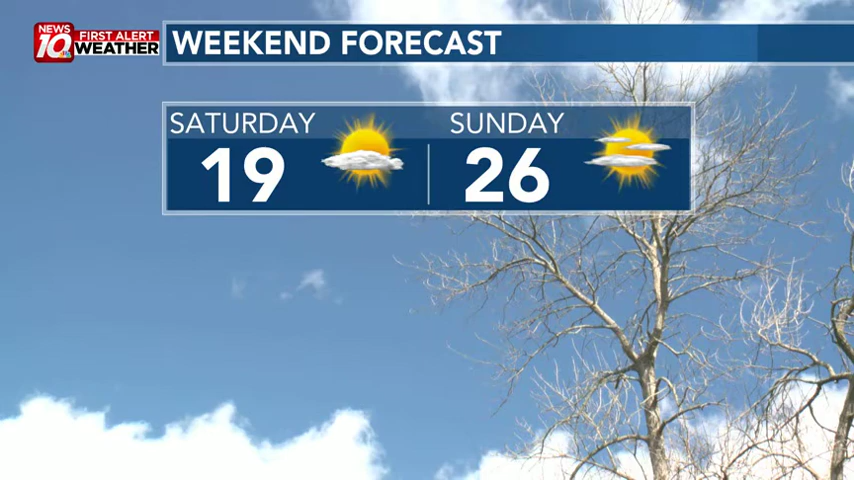 NEWS
10
FIRST ALERT
WEATHER
WEEKEND FORECAST
SATURDAY
19
SUNDAY
26